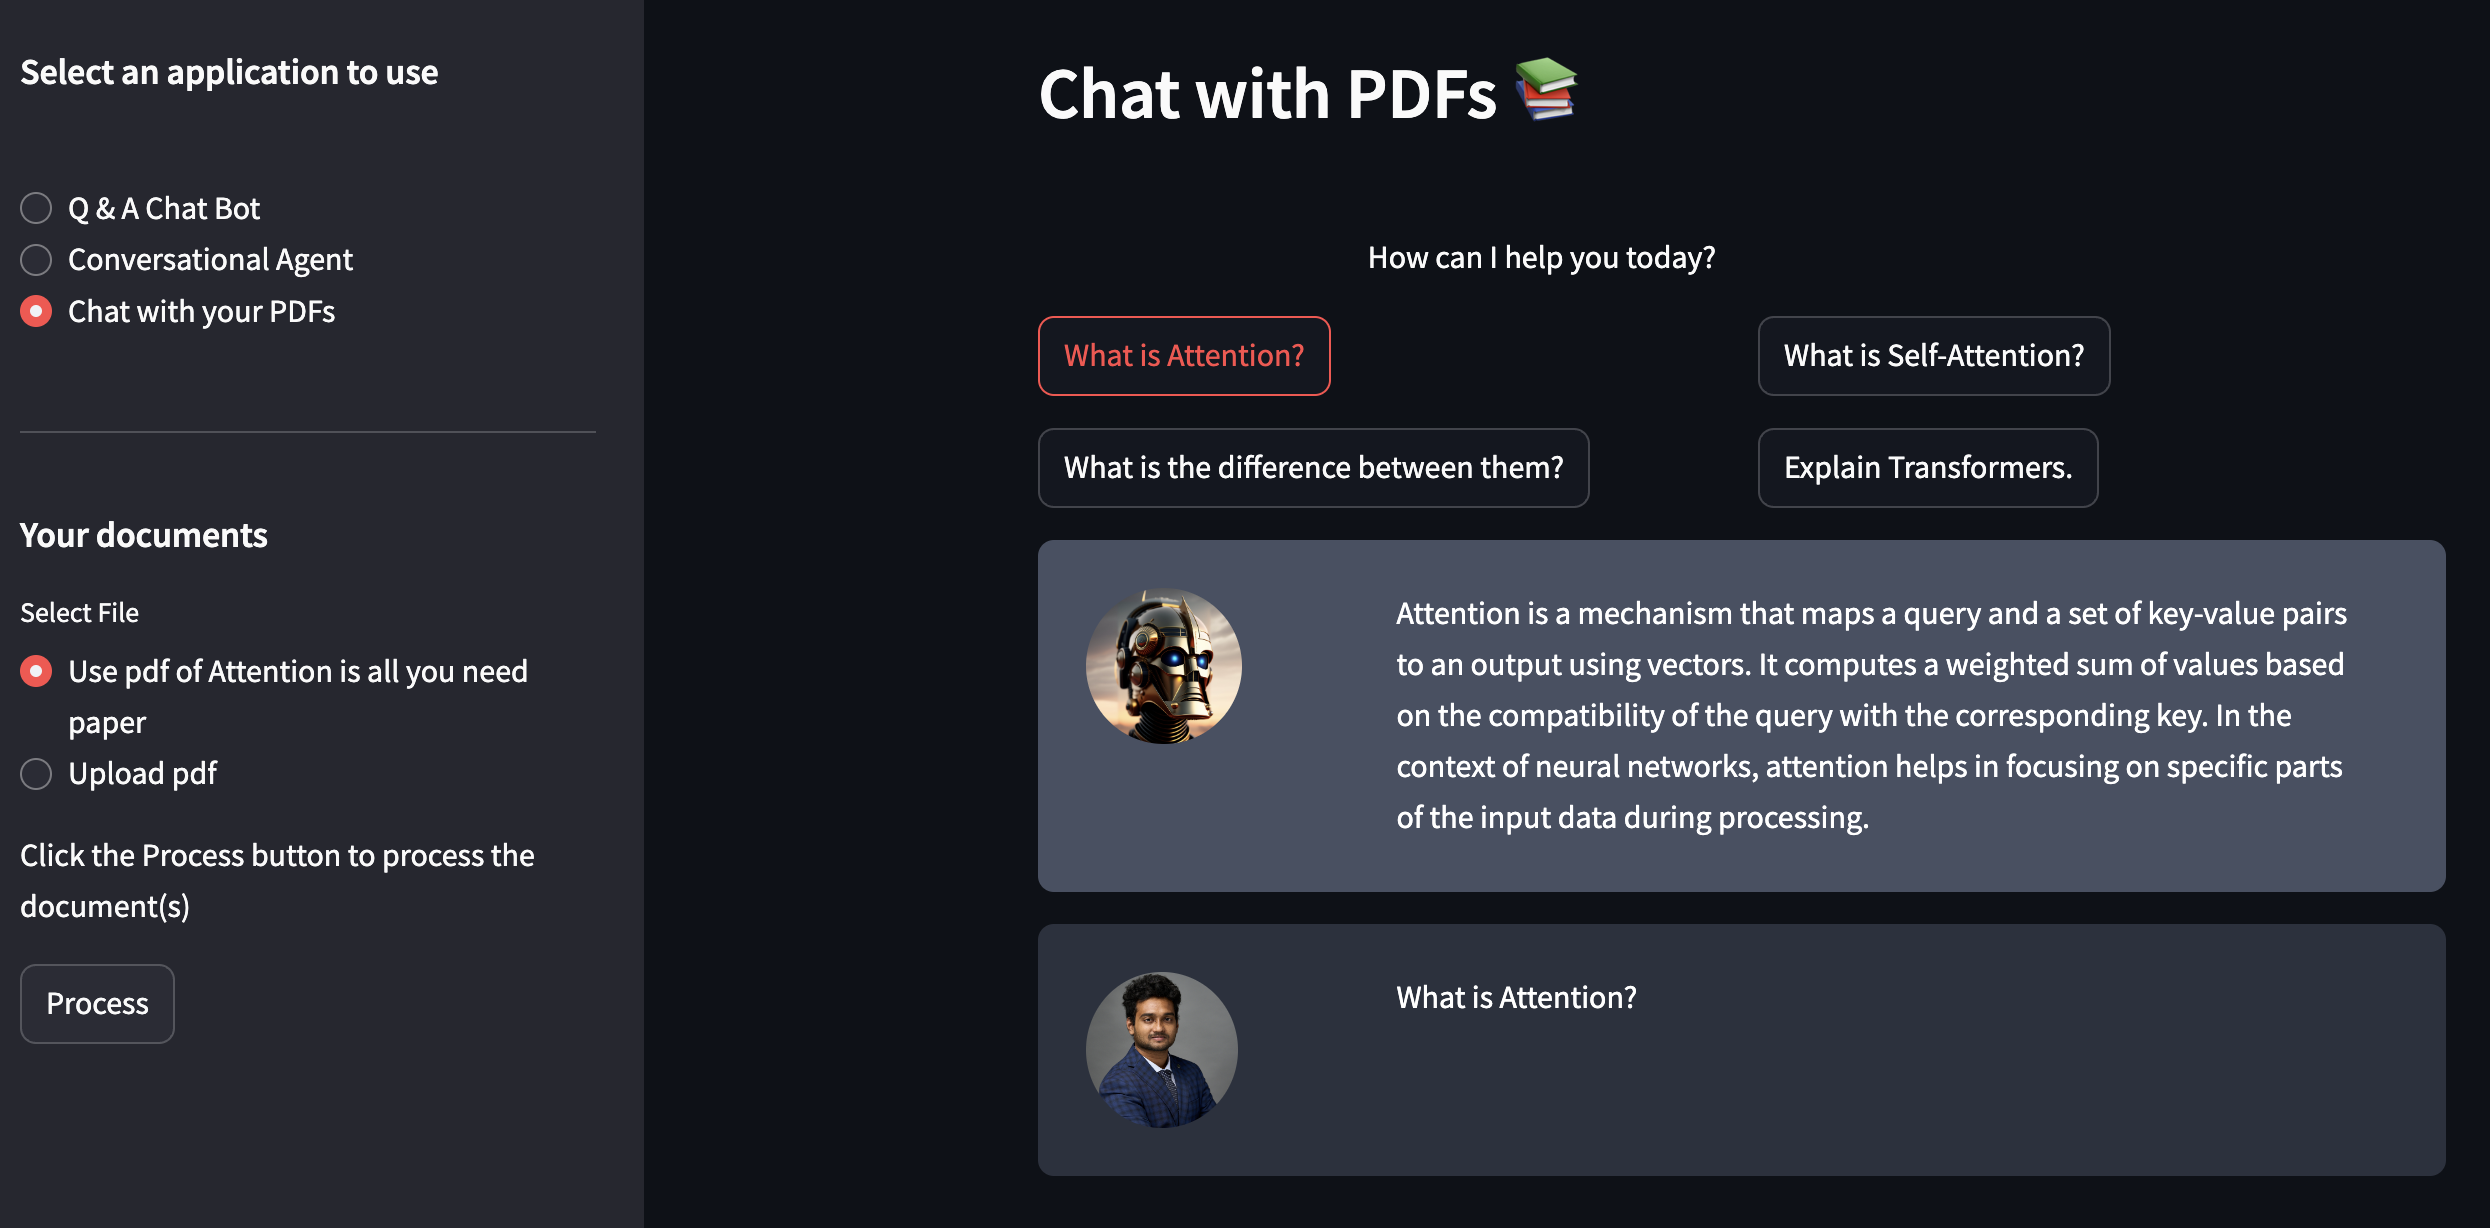 Select an application to use
Q & A Chat Bot
Conversational Agent
Chat with your PDFs
Your documents
Select File
Use pdf of Attention is all you need
paper
Upload pdf
Click the Process button to process the
document(s)
Process
Chat with PDFs
How can I help you today?
What is Attention?
What is Self-Attention?
What is the difference between them?
Explain Transformers.
Attention is a mechanism that maps a query and a set of key-value pairs
to an output using vectors. It computes a weighted sum of values based
on the compatibility of the query with the corresponding key. In the
context of neural networks, attention helps in focusing on specific parts
of the input data during processing.
What is Attention?